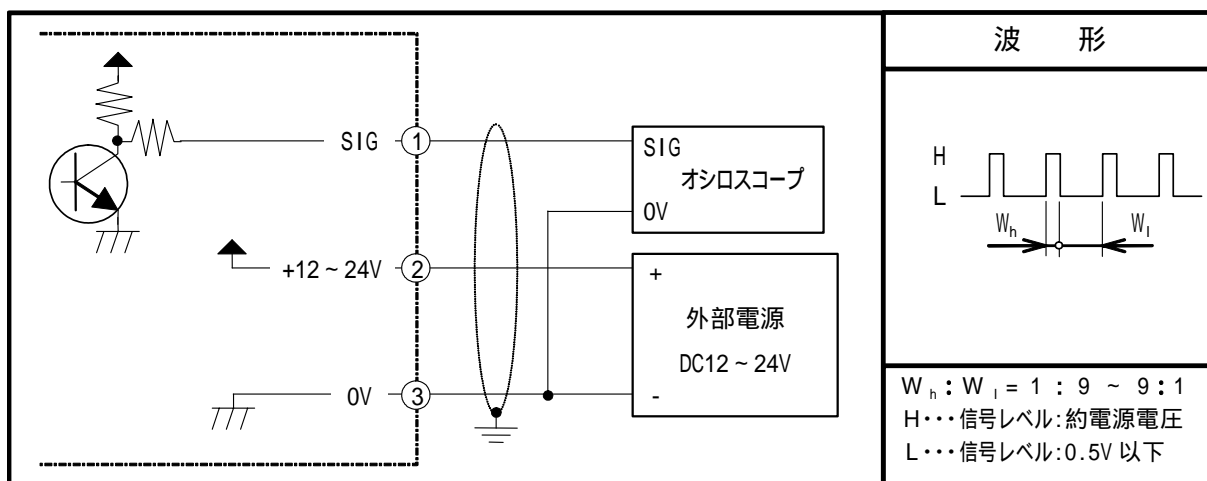 SIG ①
+12 ~ 24V ②
0V ③
SIG
オシロスコープ
0V
+
外部電源
DC12 ~ 24V
-
波 形
H
L
Wh Wl
Wh : Wl = 1 : 9 ~ 9:1
H・・・信号レベル:約電源電圧
L・・・信号レベル:0.5V 以下